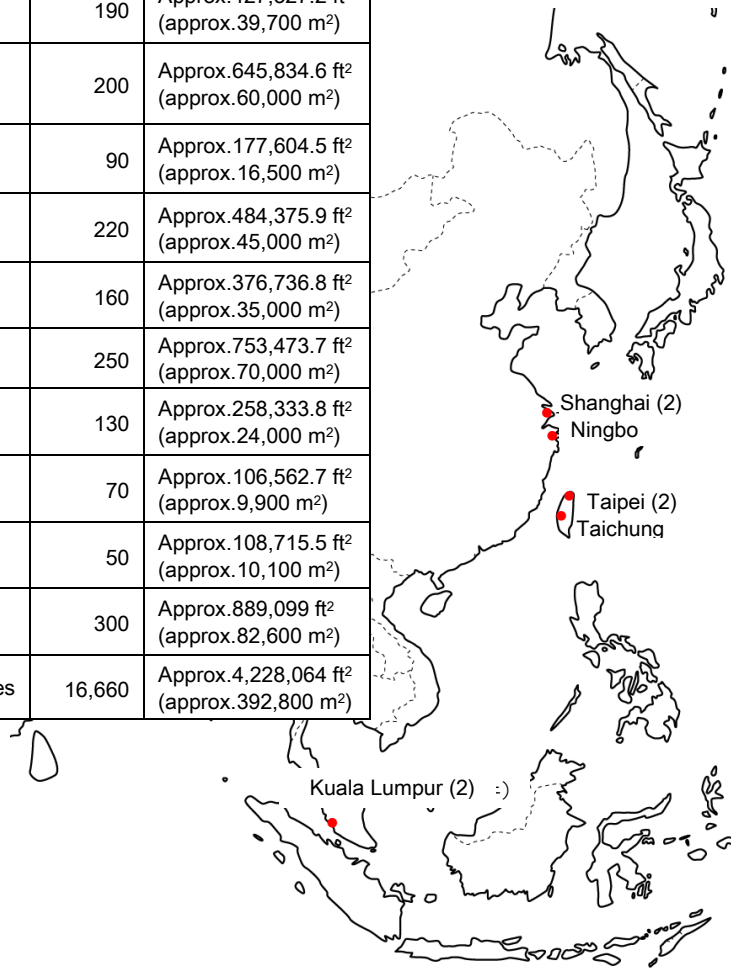 190
(approx.39,700 m²)
200
Approx.645,834.6 ft²
(approx.60,000 m²)
90
Approx.177,604.5 ft²
(approx.16,500 m²)
220
Approx.484,375.9 ft²
(approx.45,000 m²)
160
Approx.376,736.8 ft²
(approx.35,000 m²)
250
Approx.753,473.7 ft²
(approx.70,000 m²)
130
Approx.258,333.8 ft²
(approx.24,000 m²)
70
Approx.106,562.7 ft²
(approx.9,900 m²)
50
Approx.108,715.5 ft²
(approx.10,100 m²)
300
Approx.889,099 ft²
(approx.82,600 m²)
es
16,660
Approx.4,228,064 ft²
(approx.392,800 m²)
Shanghai (2)
Ningbo
Taipei (2)
Taichung
Kuala Lumpur (2)